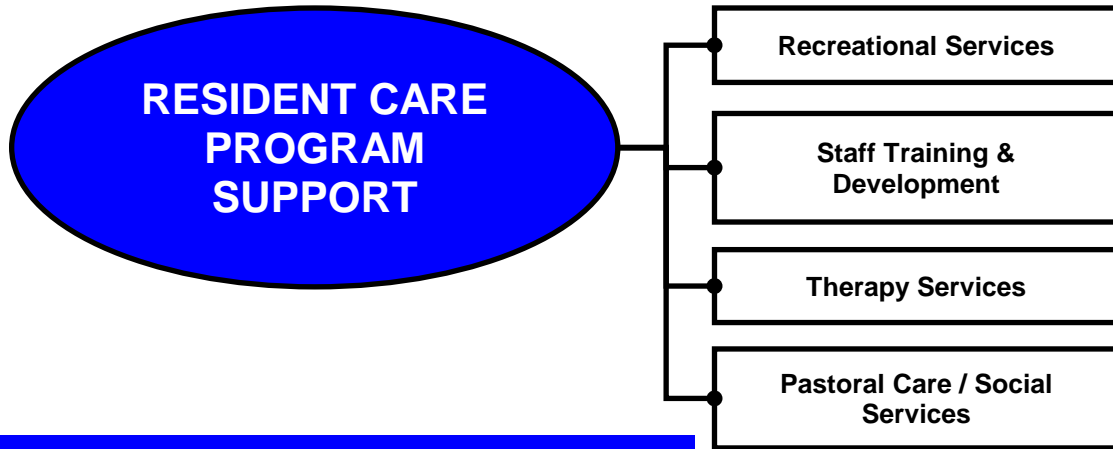 RESIDENT CARE
PROGRAM
SUPPORT
Recreational Services
Staff Training &
Development
Therapy Services
Pastoral Care / Social
Services